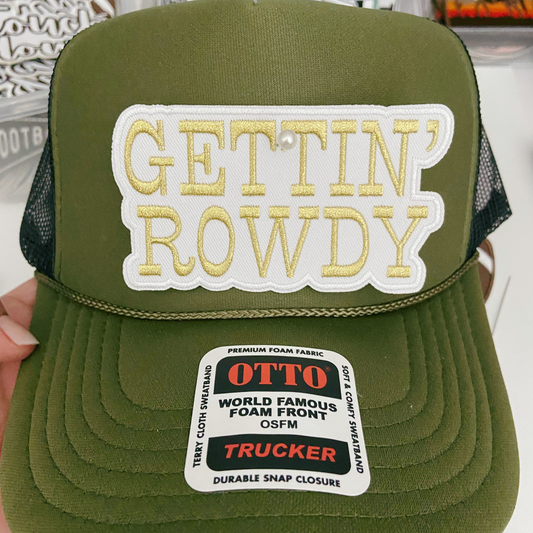 GETTIN'
ROWDY
PREMIUM FOAM FABRIC
TERRY CLOTH SWEATBAND
SOFT & COMFY SWEATBAND
OTTO
WORLD FAMOUS
FOAM FRONT
OSFM
TRUCKER
DURABLE SNAP CLOSURE